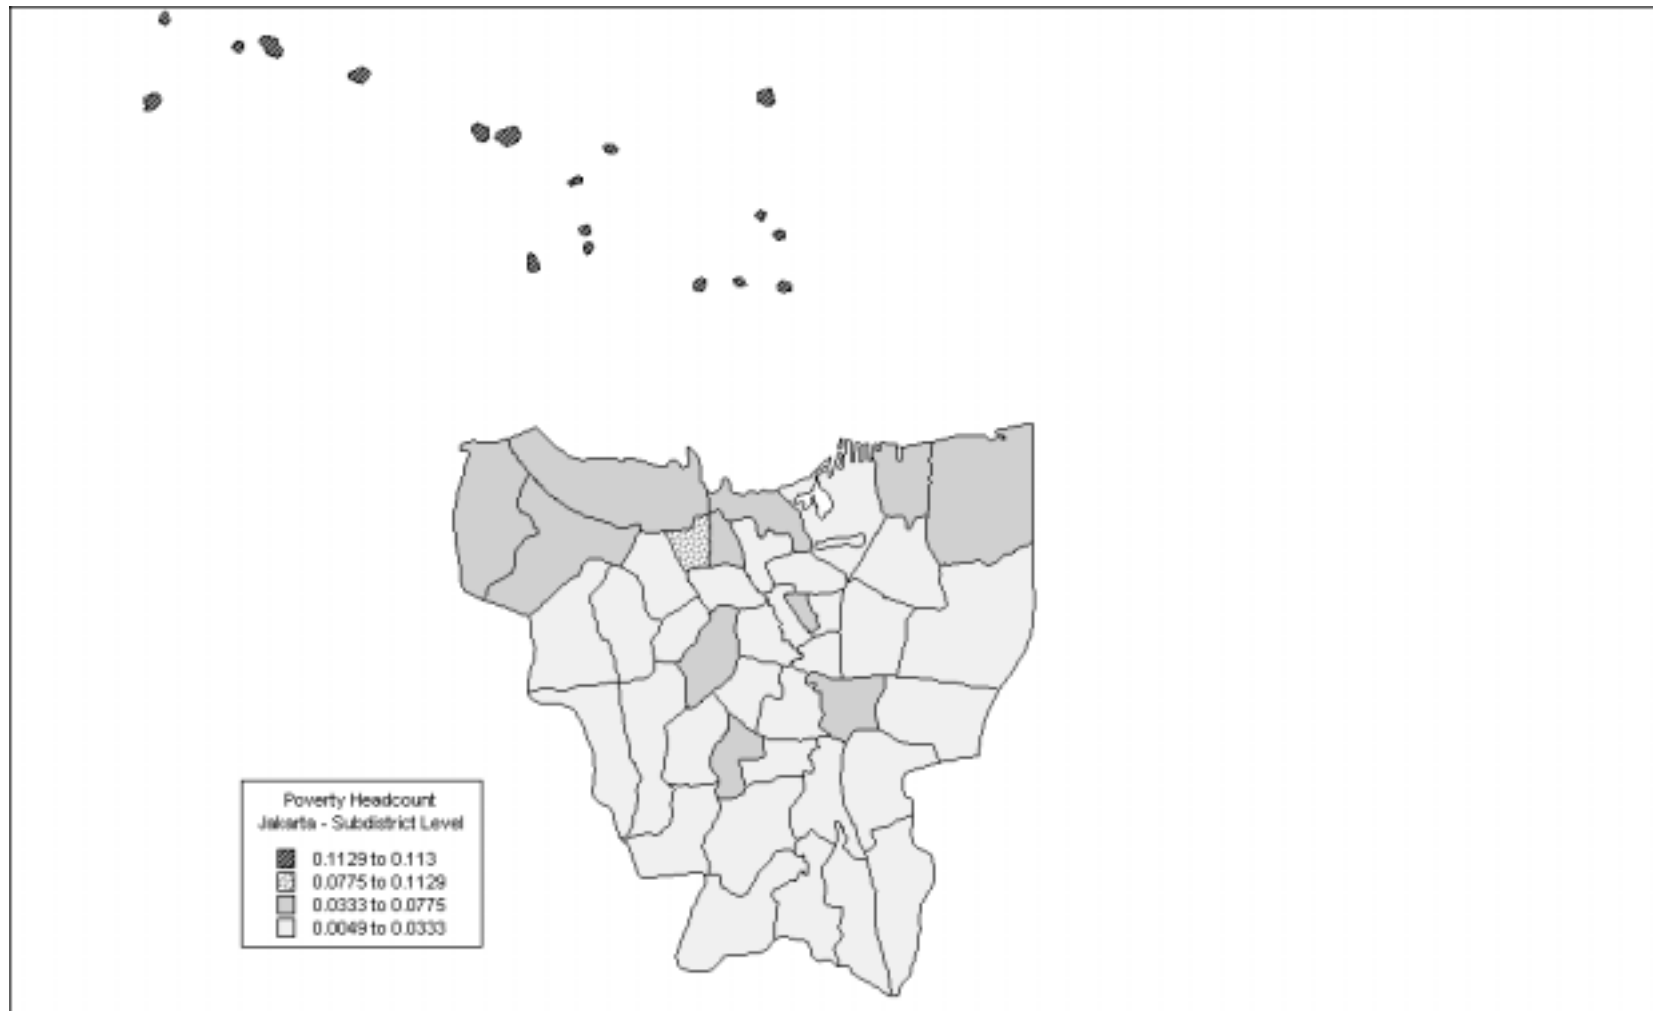 Poverty Headcount
Jakarta - Subdistrict Level
0.1129 to 0.113
0.0775 to 0.1129
0.0333 to 0.0775
0.0049 to 0.0333